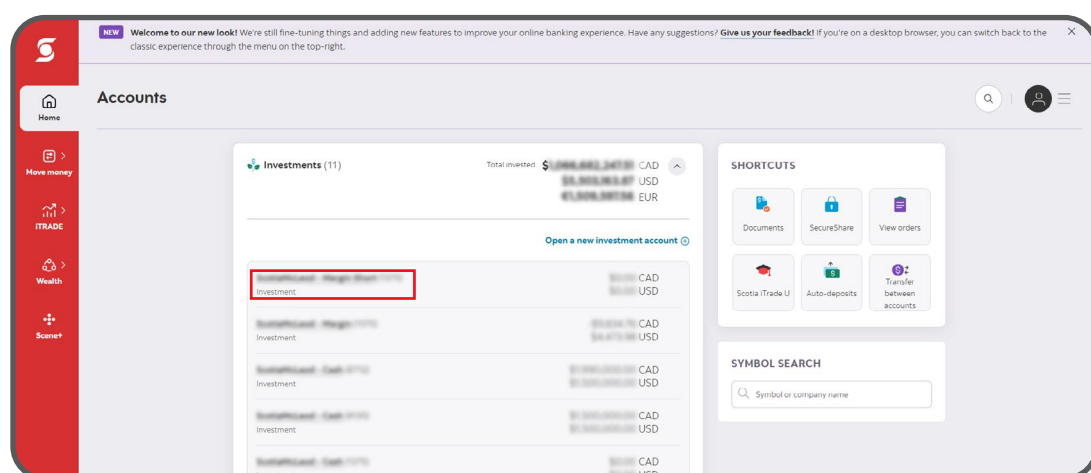 NEW Welcome to our new look! We're still fine-tuning things and adding new features to improve your online banking experience. Have any suggestions? Give us your feedback! If you're on a desktop browser, you can switch back to the
classic experience through the menu on the top-right.
Home
Move money
iTRADE
Wealth
Scene+
Accounts
Investments (11)
Total invested $ CAD
USD
EUR
Open a new investment account
CAD
Investment
USD
CAD
Investment
USD
CAD
Investment
USD
CAD
Investment
USD
CAD
USD
SHORTCUTS
Documents
SecureShare
View orders
Scotia iTrade U
Auto-deposits
Transfer
between
accounts
SYMBOL SEARCH
Symbol or company name